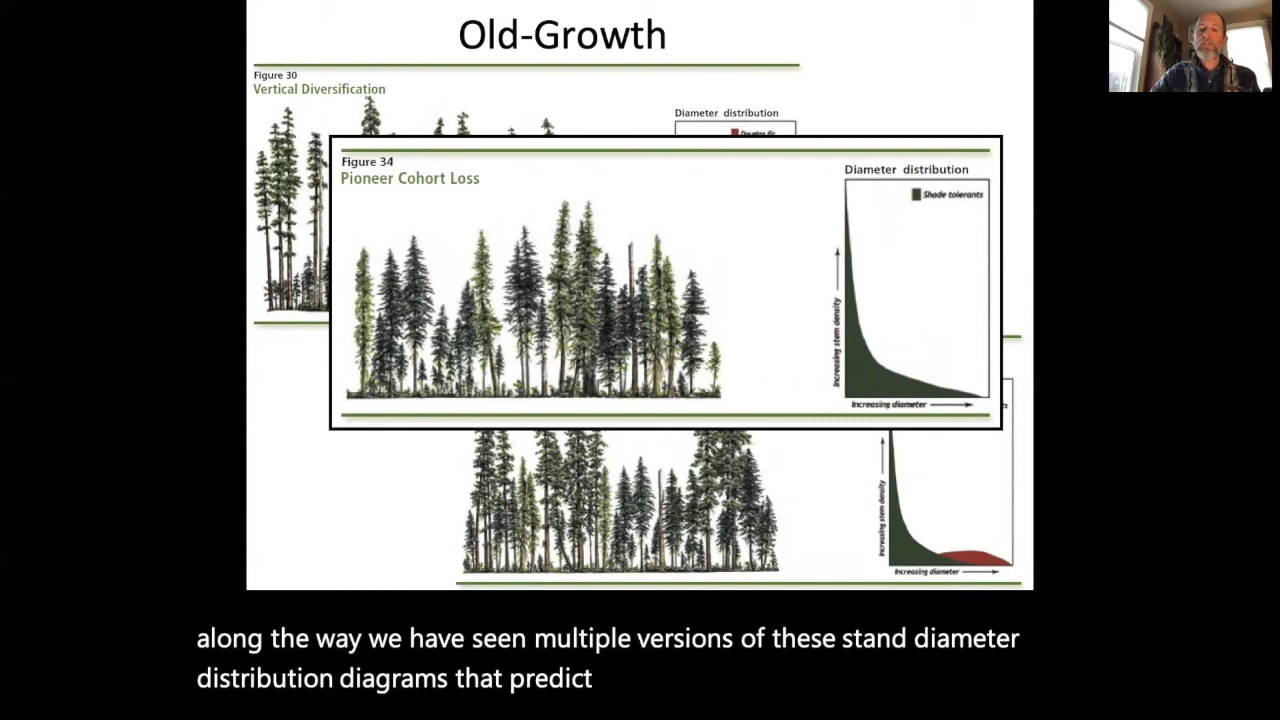 Old-Growth
Figure 30
Vertical Diversification
Diameter distribution
Douglas fir
Figure 34
Pioneer Cohort Loss
Diameter distribution
Shade tolerants
Increasing stem density
Increasing diameter
Increasing stem density
Increasing diameter
along the way we have seen multiple versions of these stand diameter
distribution diagrams that predict